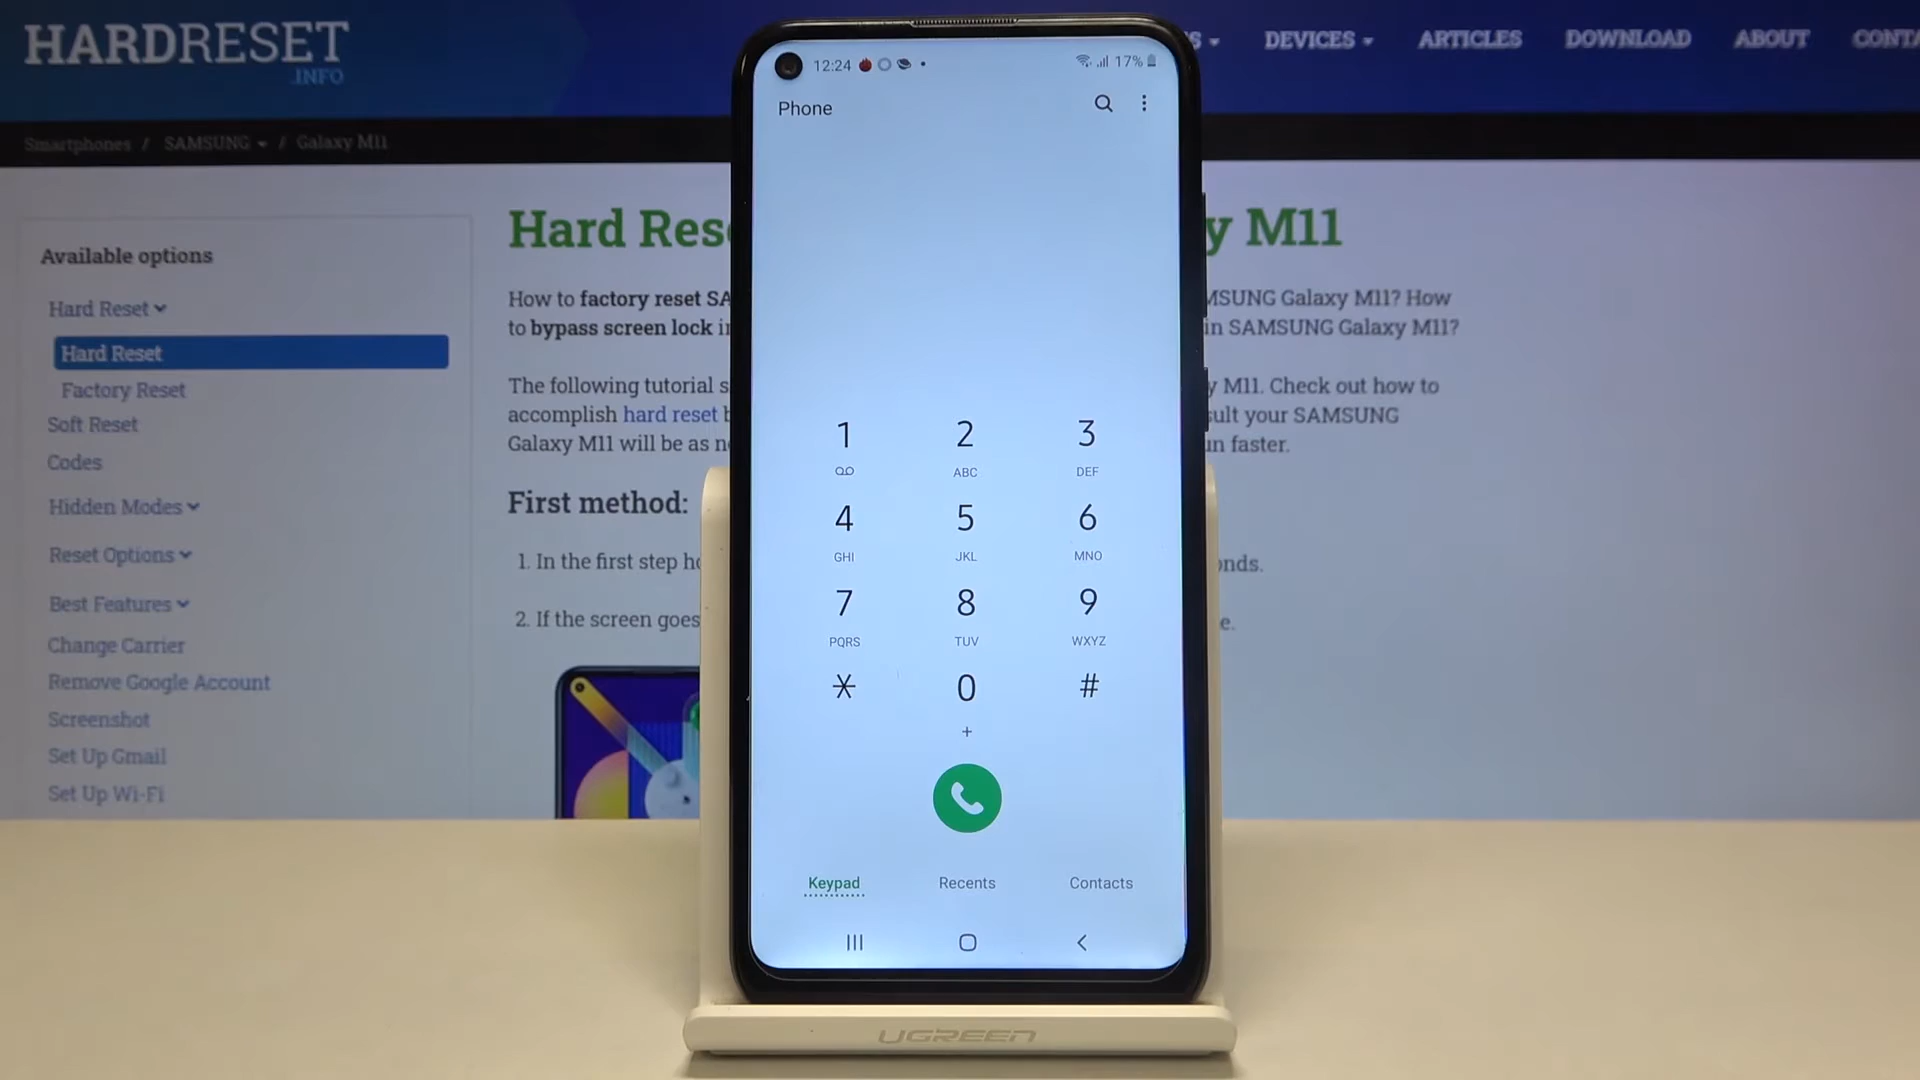 HARDRESET
.INFO
DEVICES
ARTICLES
DOWNLOAD
ABOUT
Smartphones / SAMSUNG / Galaxy M11
Available options
Hard Reset
Hard Reset
Factory Reset
Soft Reset
Codes
Hidden Modes
Reset Options
Best Features
Change Carrier
Remove Google Account
Screenshot
Set Up Gmail
Set Up Wi-Fi
Hard Res
y M11
How to factory reset SA
MSUNG Galaxy M11? How
to bypass screen lock in
in SAMSUNG Galaxy M11?
The following tutorial s
y M11. Check out how to
accomplish hard reset b
sult your SAMSUNG
Galaxy M11 will be as ne
un faster.
First method:
1. In the first step ho
onds.
2. If the screen goes
e.
12:24
17%
Phone
1 2 3
ABC DEF
4 5 6
GHI JKL MNO
7 8 9
PQRS TUV WXYZ
* 0 #
+
Keypad Recents Contacts
UGREEN